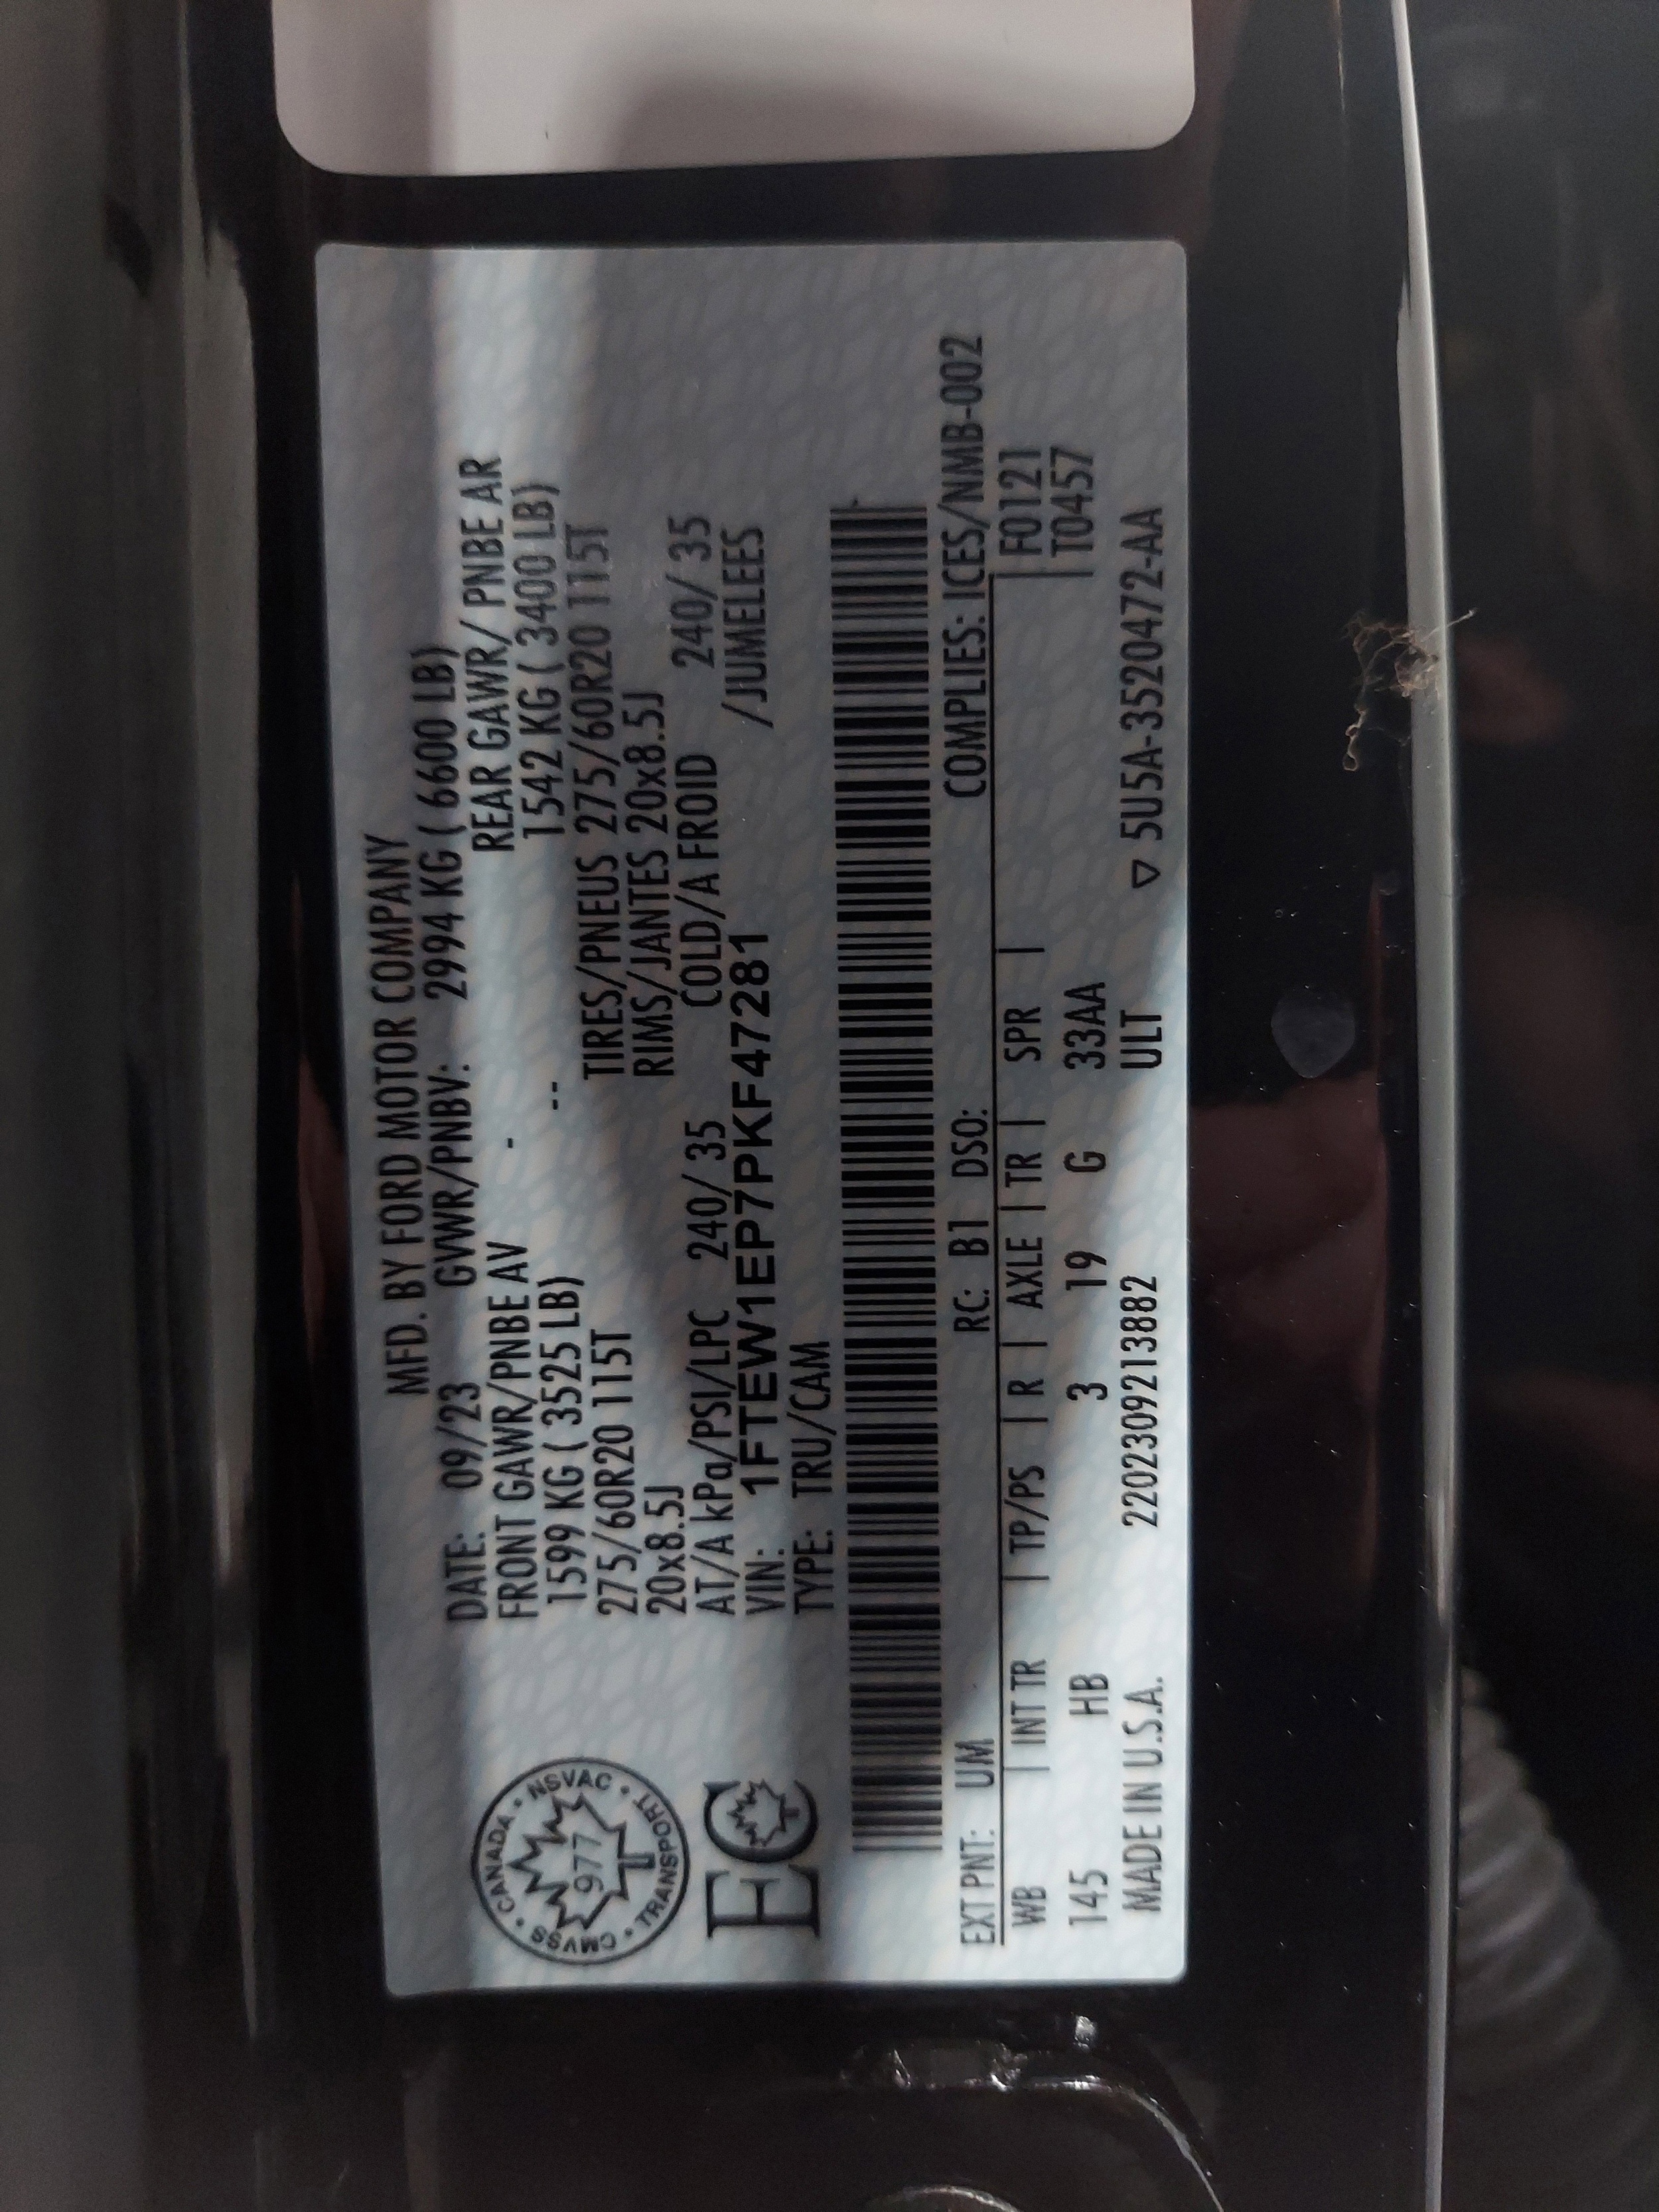 MFD. BY FORD MOTOR COMPANY
DATE: 09/23 GVWR/PNBV: 2994 KG ( 6600 LB)
FRONT GAWR/PNBE AV - REAR GAWR/ PNBE AR
1599 KG ( 3525 LB) -- 1542 KG ( 3400 LB)
275/60R20 115T TIRES/PNEUS 275/60R20 115T
20x8.5J RIMS/JANTES 20x8.5J
AT/A kPa/PSI/LPC 240/ 35 COLD/A FROID 240/ 35
VIN: 1FTEW1EP7PKF47281 /JUMELEES
TYPE: TRU/CAM
CANADA • NSVAC • TRANSPORT • CMVSS •
977
EC
EXT PNT: UM RC: B1 DSO: COMPLIES: ICES/NMB-002
WB | INT TR | TP/PS | R | AXLE | TR | SPR | | F0121
145 HB 3 19 G 33AA | T0457
MADE IN U.S.A. 2202309213882 ULT ▽ 5U5A-3520472-AA